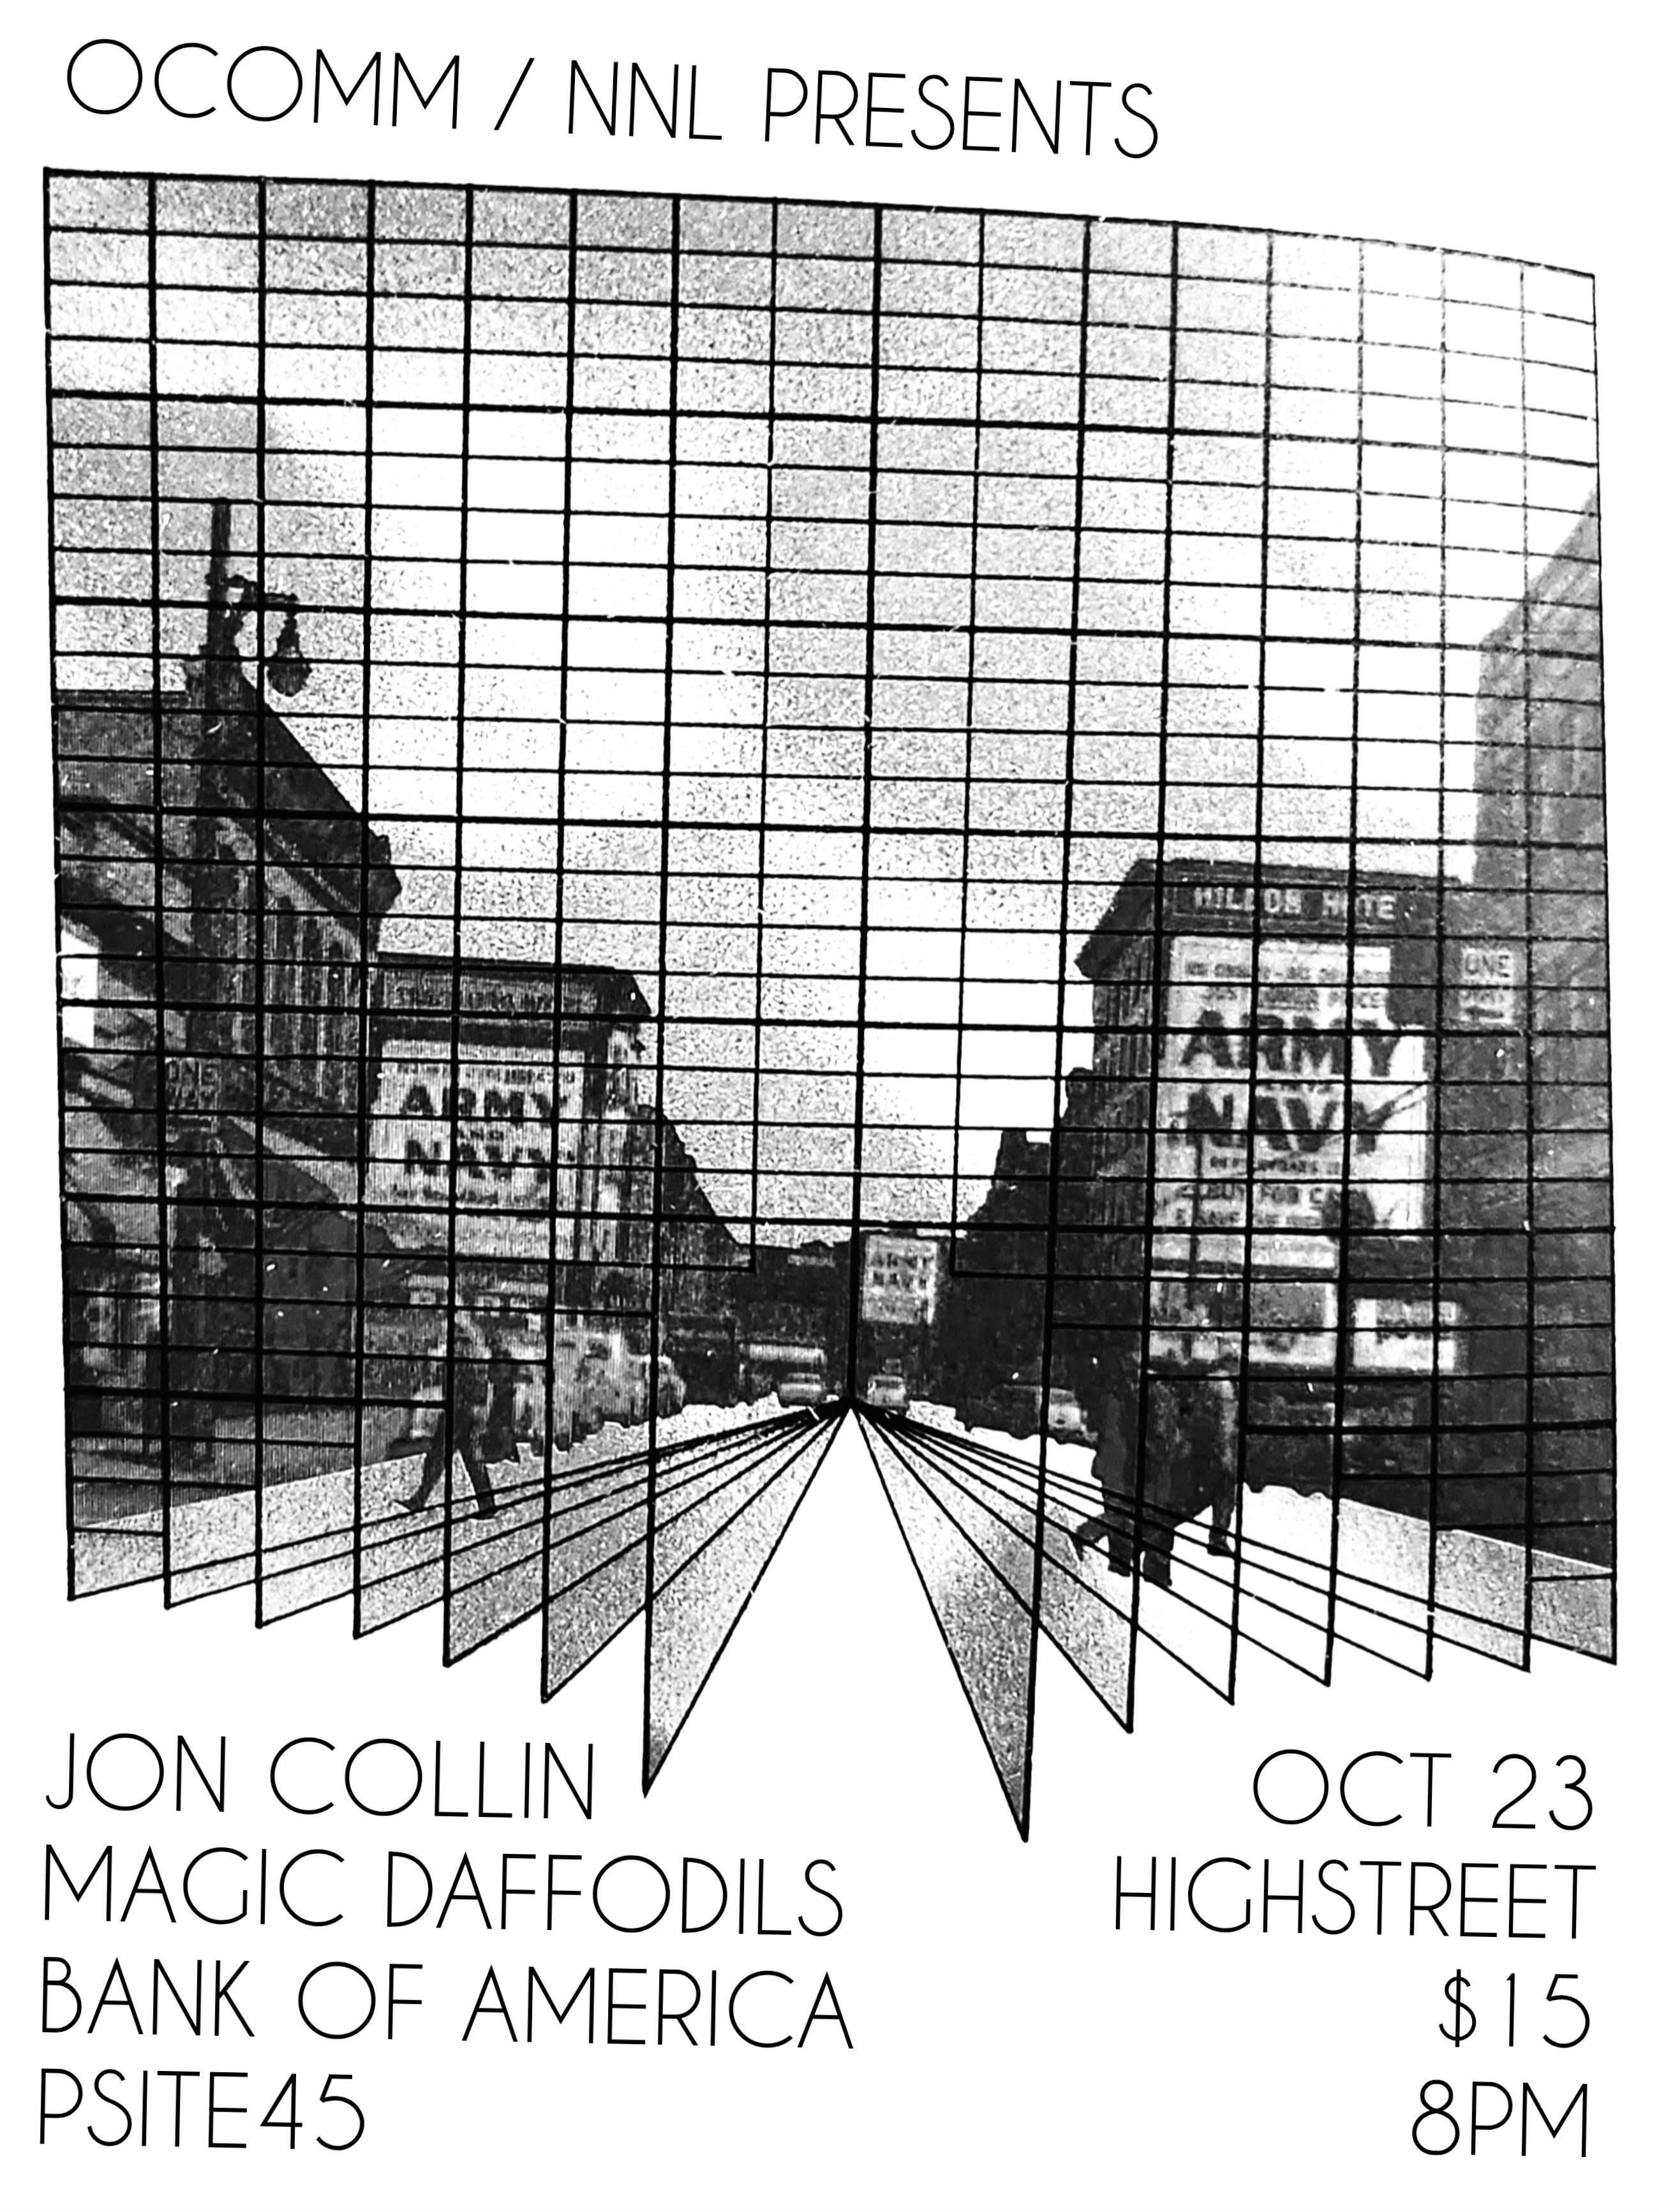 OCOMM / NNL PRESENTS
ONE
ARMY
NAVY
ARMY
NAVY
JON COLLIN
MAGIC DAFFODILS
BANK OF AMERICA
PSITE45
OCT 23
HIGHSTREET
$15
8PM